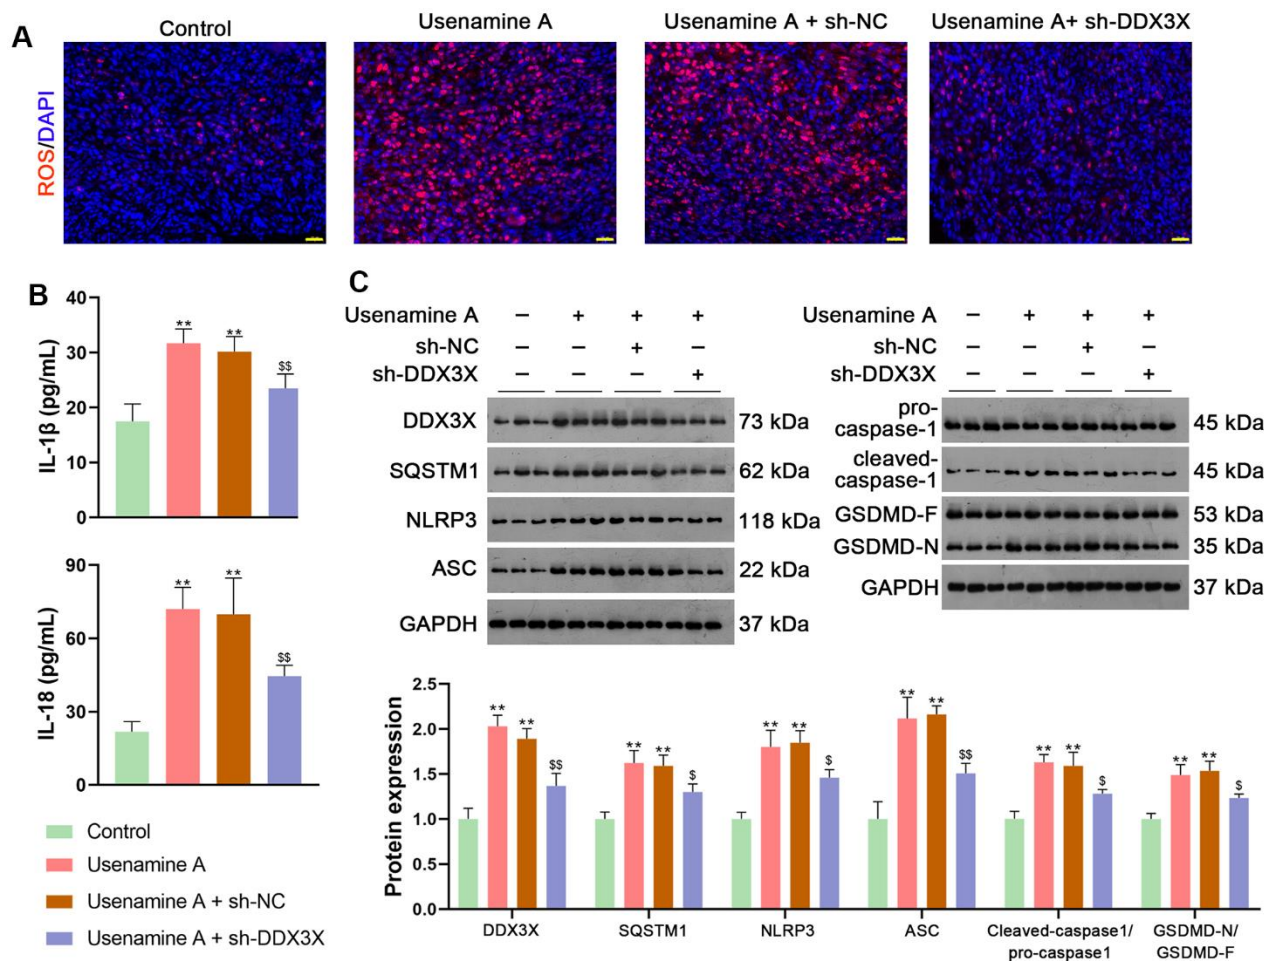 A
Control
Usenamine A
Usenamine A + sh-NC
Usenamine A+ sh-DDX3X
ROS/DAPI
B
40
30
20
10
0
IL-1β (pg/mL)
** ** $$
90
60
30
0
IL-18 (pg/mL)
** ** $$
Control
Usenamine A
Usenamine A + sh-NC
Usenamine A + sh-DDX3X
C
Usenamine A − + + +
sh-NC − − + −
sh-DDX3X − − − +
DDX3X 73 kDa
SQSTM1 62 kDa
NLRP3 118 kDa
ASC 22 kDa
GAPDH 37 kDa
Usenamine A − + + +
sh-NC − − + −
sh-DDX3X − − − +
pro-
caspase-1 45 kDa
cleaved-
caspase-1 45 kDa
GSDMD-F 53 kDa
GSDMD-N 35 kDa
GAPDH 37 kDa
Protein expression
2.5
2.0
1.5
1.0
0.5
0.0
** ** $$ ** ** $ ** ** $ ** ** $$ ** ** $ ** ** $
DDX3X SQSTM1 NLRP3 ASC Cleaved-caspase1/ GSDMD-N/
pro-caspase1 GSDMD-F